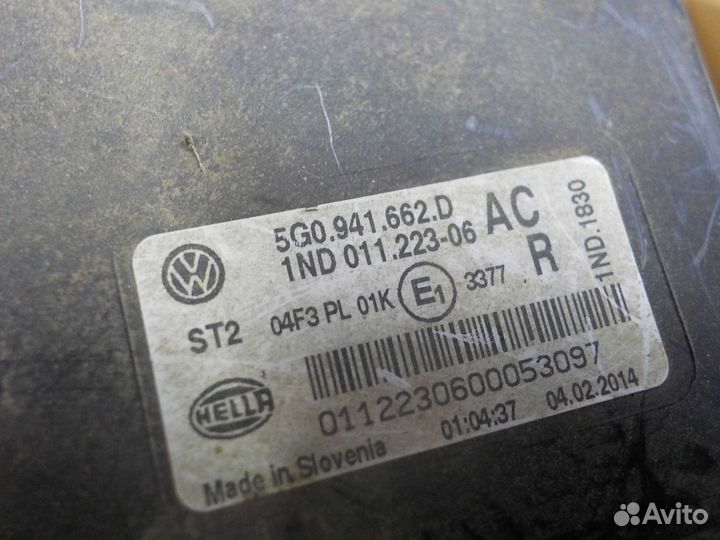 5G0.941.662.D AC
1ND 011.223-06 R
1ND.1830
ST2 04F3 PL 01K E1 3377
HELLA
0112230600053097
Made in Slovenia 01:04:37 04.02.2014
Avito